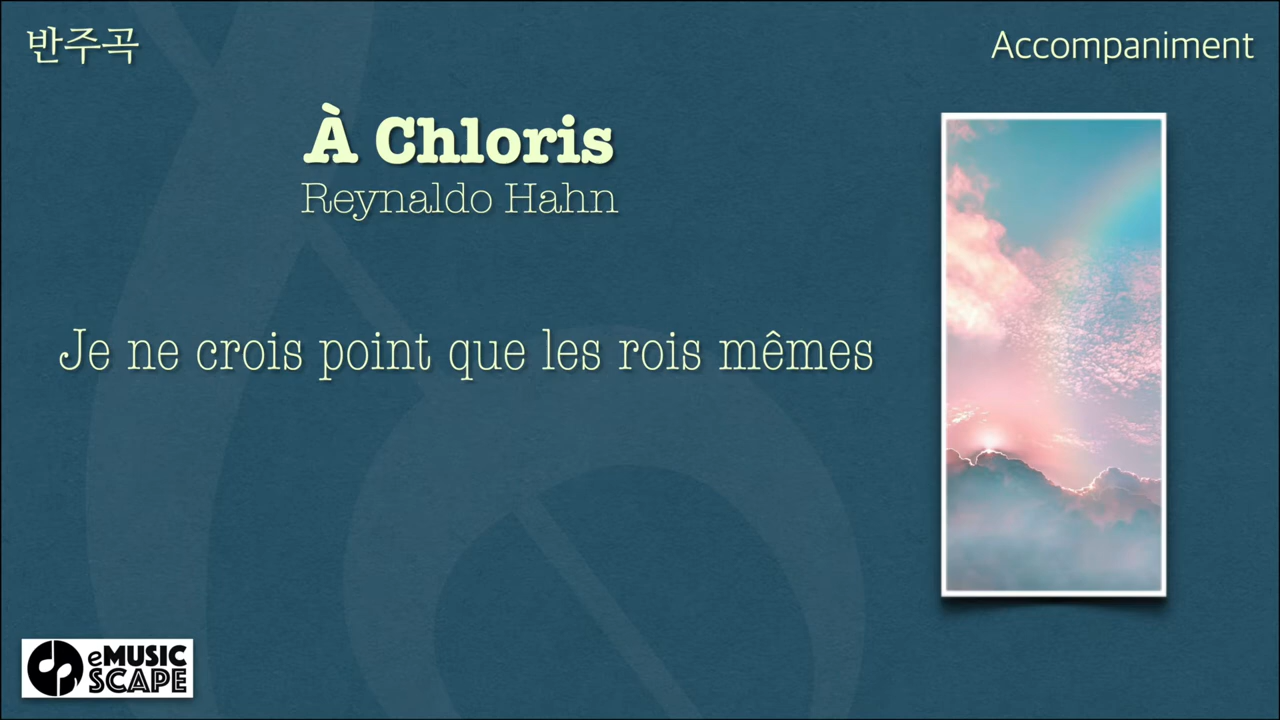 반주곡
Accompaniment
À Chloris
Reynaldo Hahn
Je ne crois point que les rois mêmes
eMUSIC
SCAPE